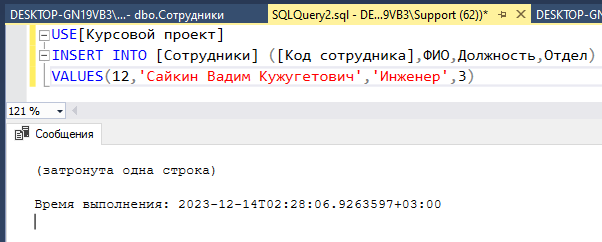 DESKTOP-GN19VB3\... - dbo.Сотрудники
SQLQuery2.sql - DE...9VB3\Support (62))*
DESKTOP-GN19VB
USE[Курсовой проект]
INSERT INTO [Сотрудники] ([Код сотрудника],ФИО,Должность,Отдел)
VALUES(12,'Сайкин Вадим Кужугетович','Инженер',3)
121 %
Сообщения
(затронута одна строка)
Время выполнения: 2023-12-14T02:28:06.9263597+03:00